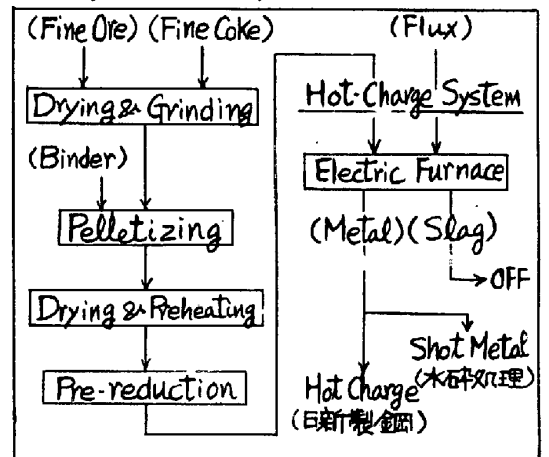 (Fine Ore) (Fine Coke)
Drying & Grinding
(Binder)
Pelletizing
Drying & Preheating
Pre-reduction
(Flux)
Hot-Charge System
Electric Furnace
(Metal) (Slag)
OFF
Shot Metal
(水砕処理)
Hot Charge
(日新製鋼)